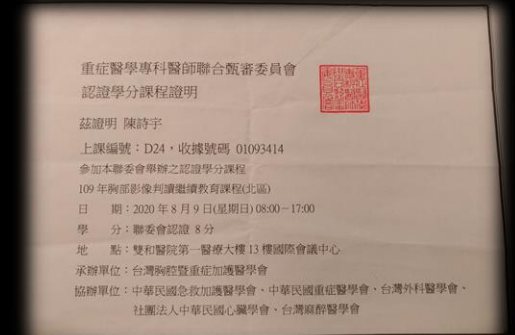 重症醫學專科醫師聯合甄審委員會
認證學分課程證明
茲證明 陳詩宇
上課編號：D24，收據號碼 01093414
參加本聯委會舉辦之認證學分課程
109 年胸部影像判讀繼續教育課程(北區)
日　　期：2020 年 8 月 9 日(星期日) 08:00－17:00
學　　分：聯委會認證 8 分
地　　點：雙和醫院第一醫療大樓 13 樓國際會議中心
承辦單位：台灣胸腔暨重症加護醫學會
協辦單位：中華民國急救加護醫學會、中華民國重症醫學會、台灣外科醫學會、
社團法人中華民國心臟學會、台灣麻醉醫學會